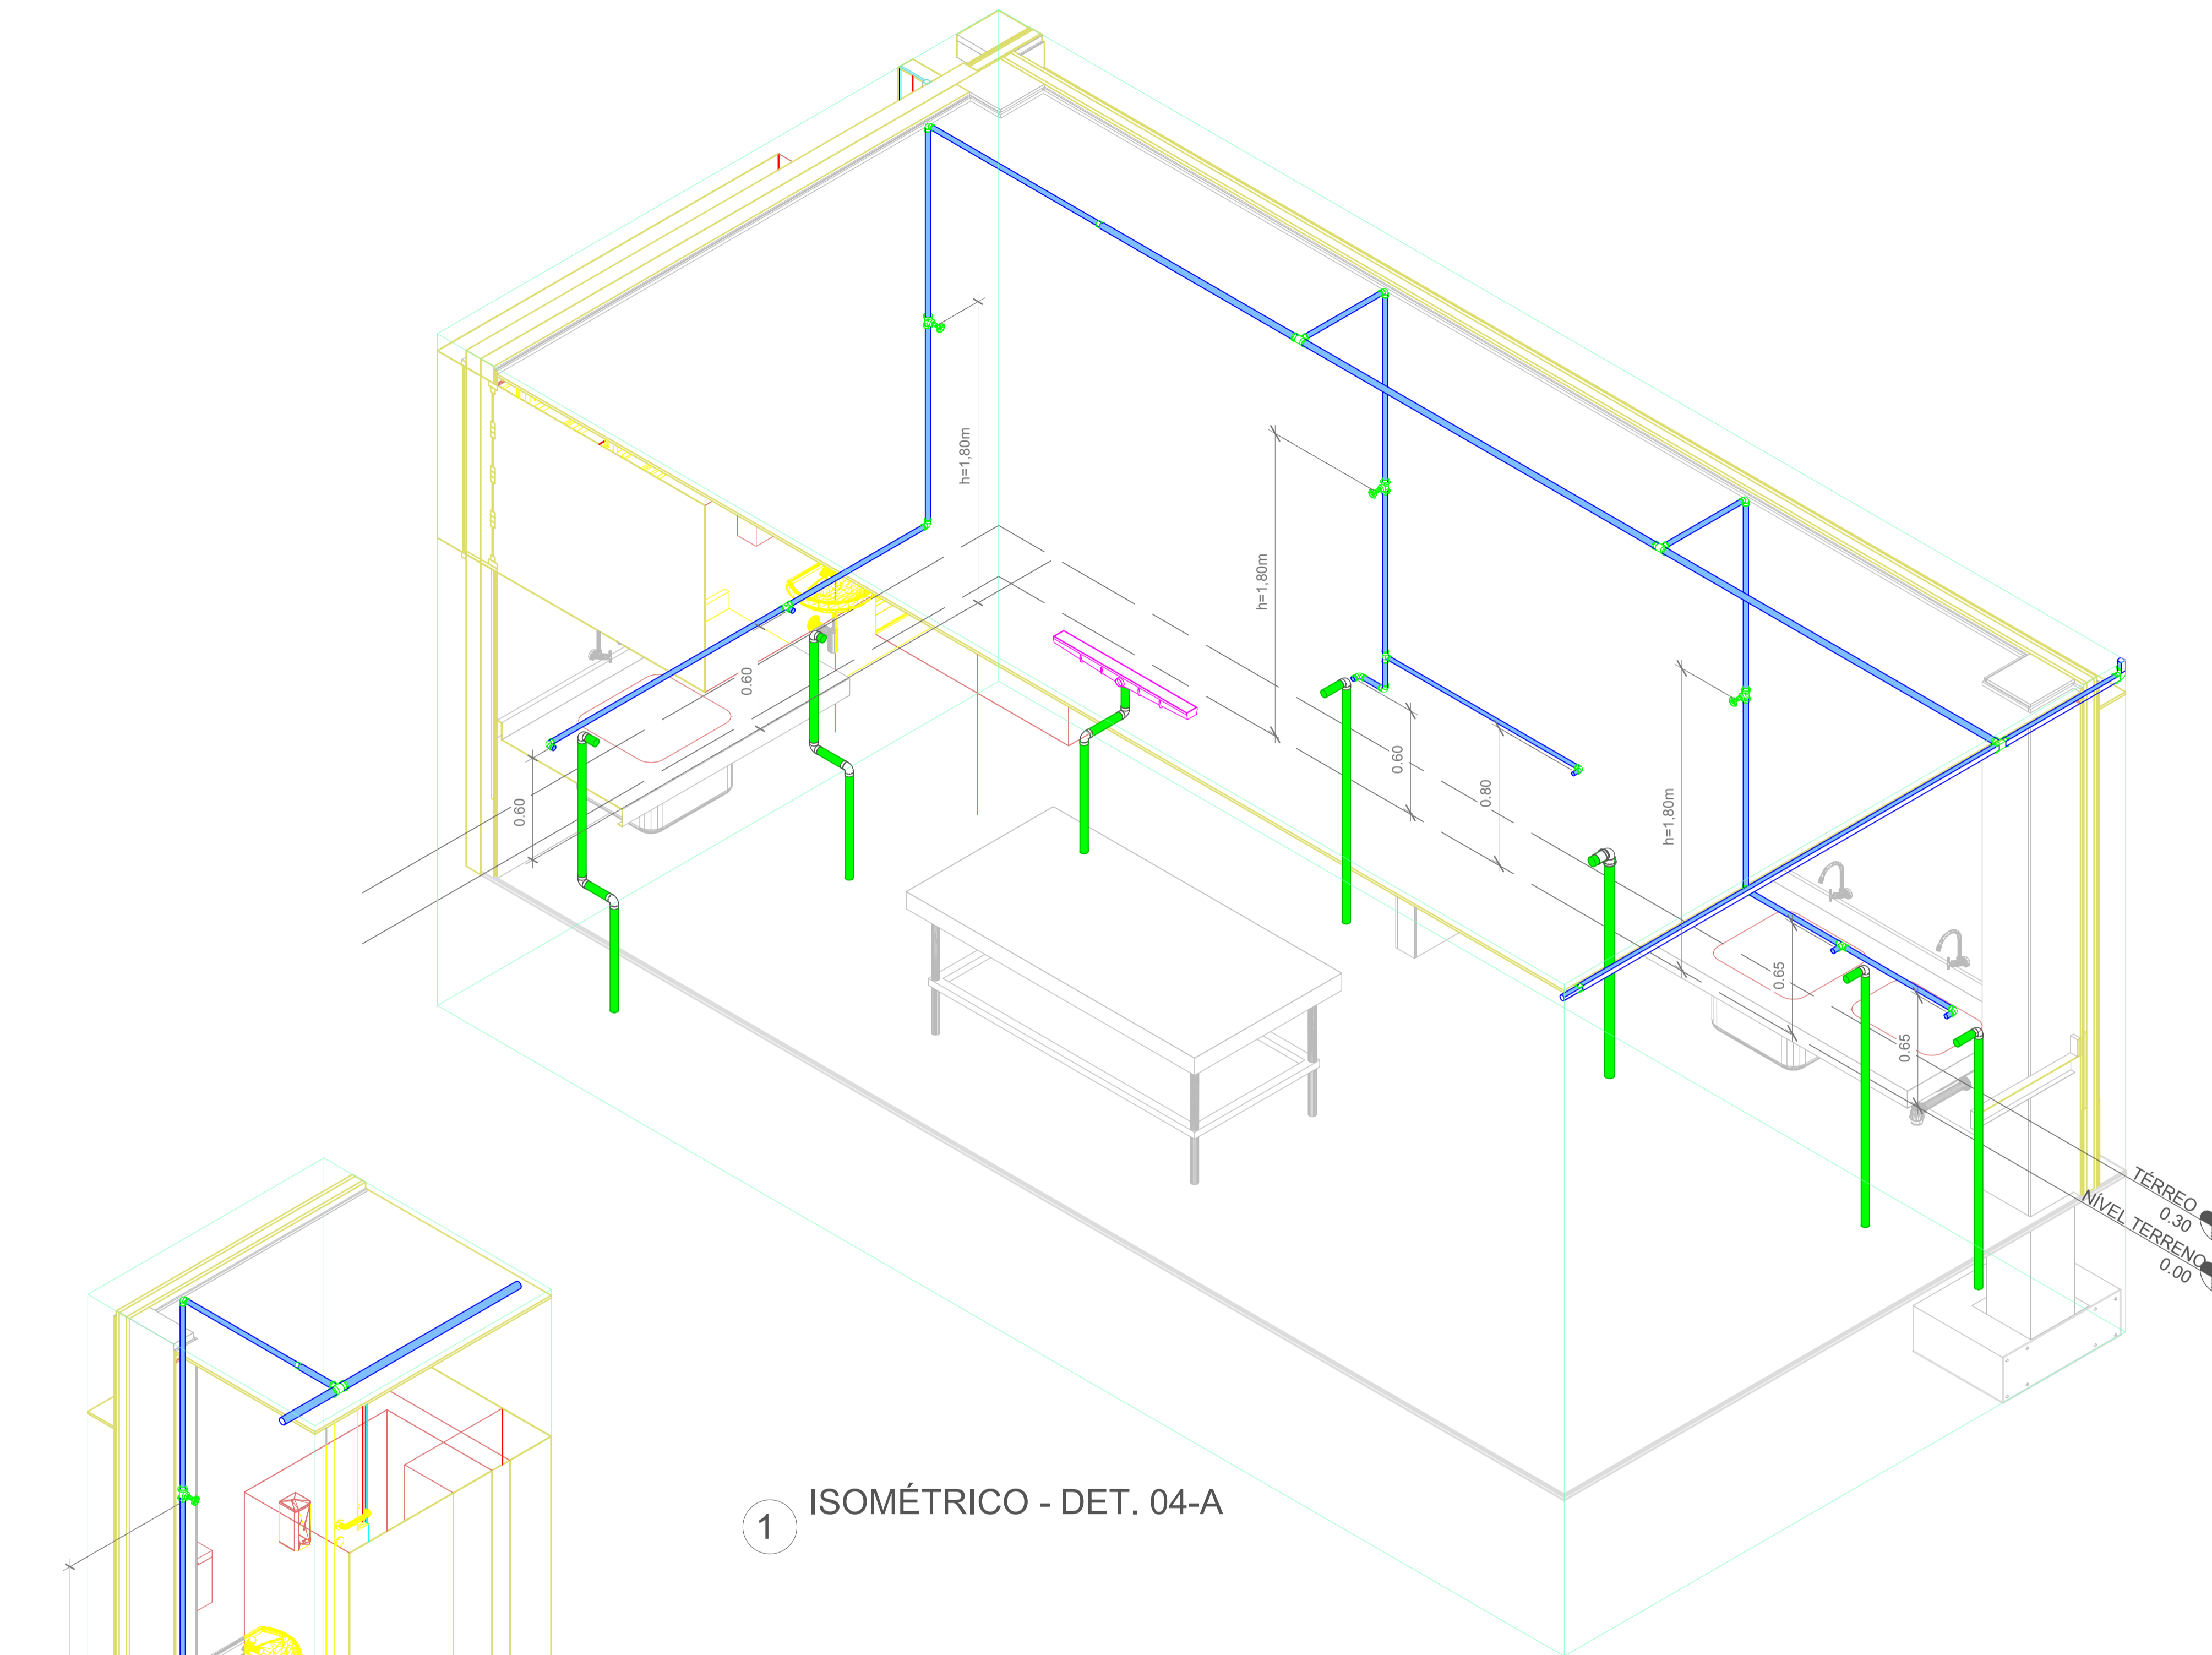 h=1,80m
h=1,80m
0.60
0.60
0.60
0.80
h=1,80m
0.65
0.65
TÉRREO
0.30
NÍVEL TERRENO
0.00
1
ISOMÉTRICO - DET. 04-A